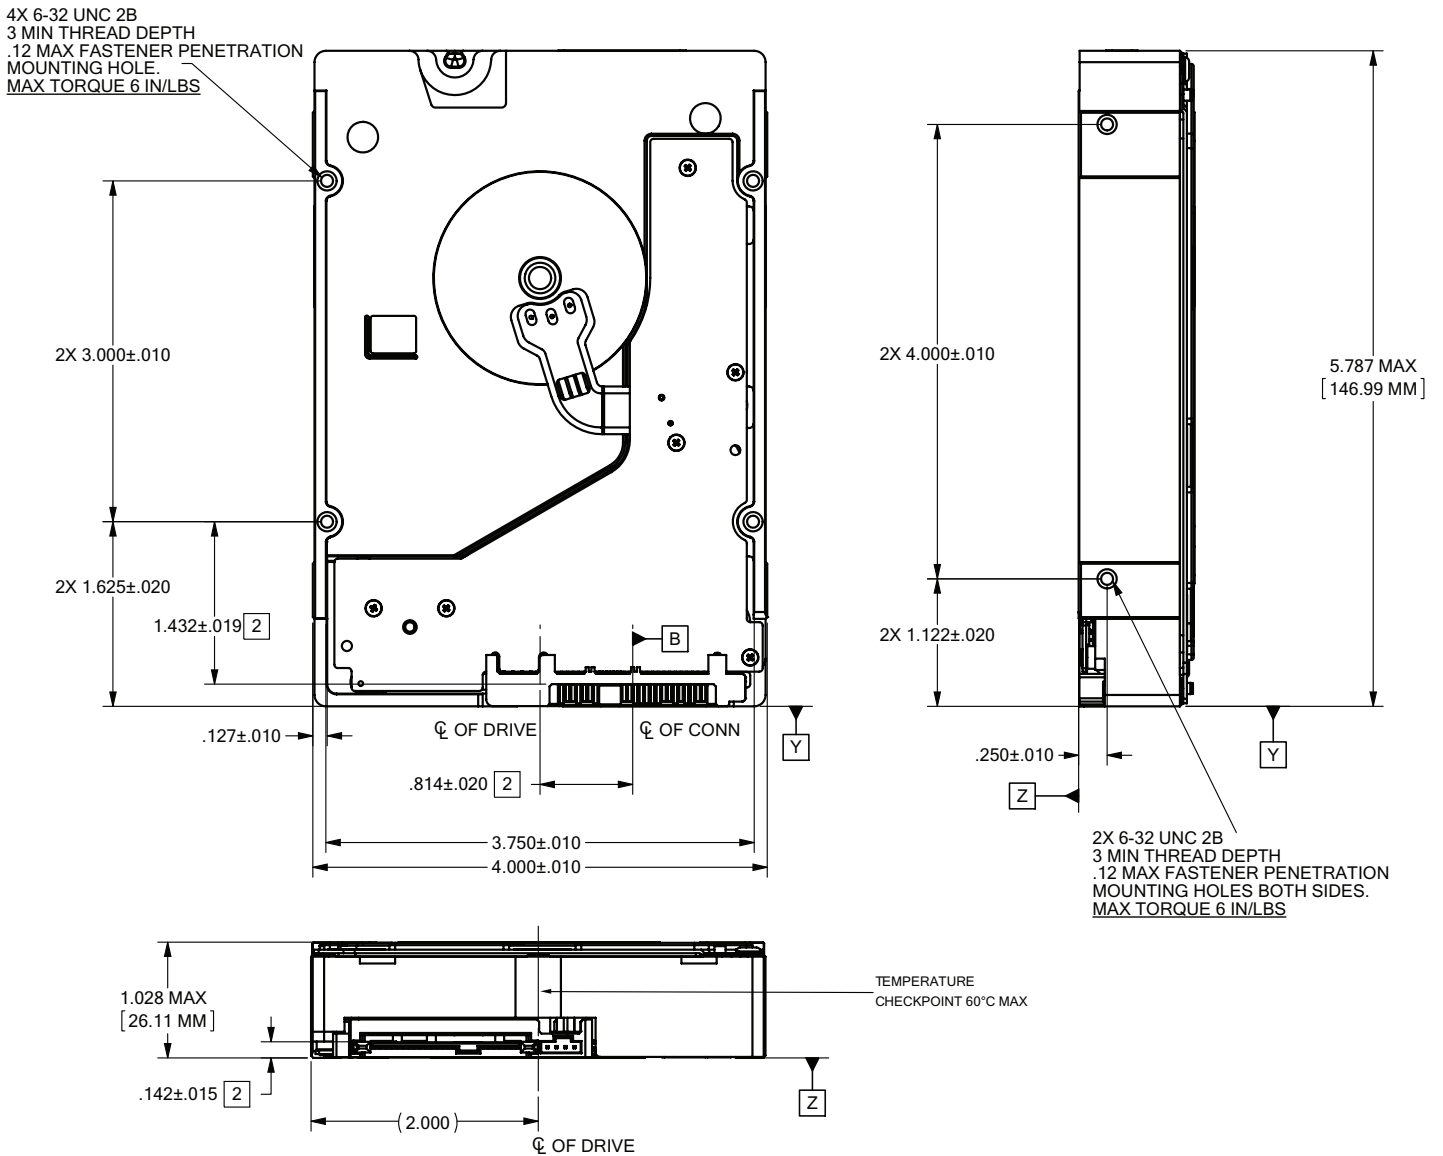 4X 6-32 UNC 2B
3 MIN THREAD DEPTH
.12 MAX FASTENER PENETRATION
MOUNTING HOLE.
MAX TORQUE 6 IN/LBS
2X 3.000±.010
2X 1.625±.020
1.432±.019 2
B
.127±.010
℄ OF DRIVE
℄ OF CONN
Y
.814±.020 2
3.750±.010
4.000±.010
2X 4.000±.010
5.787 MAX
[146.99 MM]
2X 1.122±.020
.250±.010
Y
Z
2X 6-32 UNC 2B
3 MIN THREAD DEPTH
.12 MAX FASTENER PENETRATION
MOUNTING HOLES BOTH SIDES.
MAX TORQUE 6 IN/LBS
1.028 MAX
[26.11 MM]
TEMPERATURE
CHECKPOINT 60°C MAX
.142±.015 2
Z
(2.000)
℄ OF DRIVE